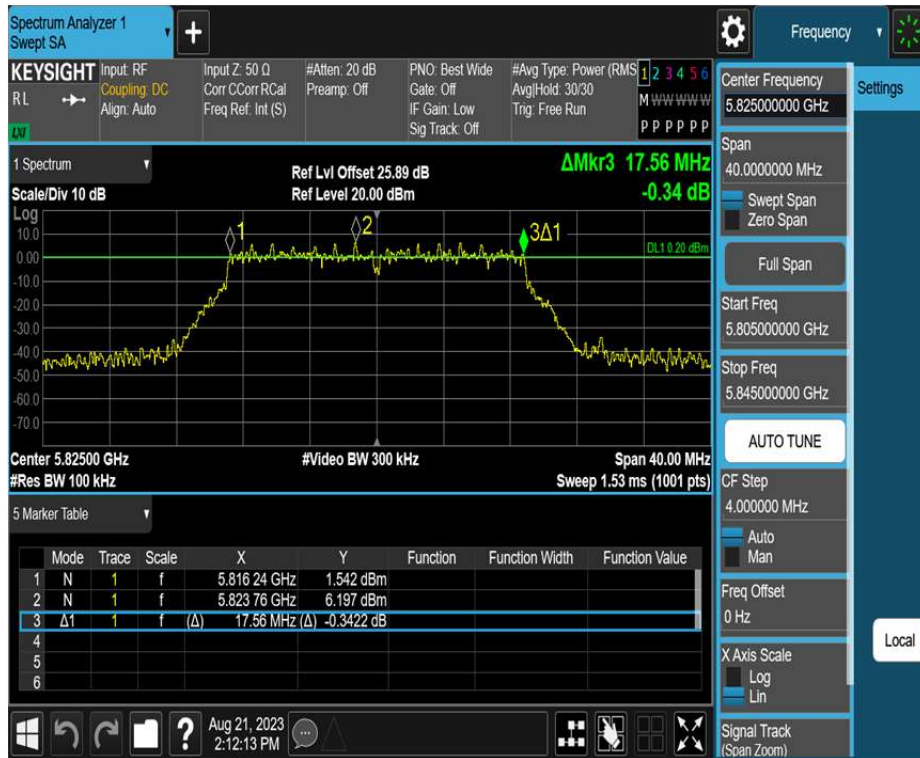 Spectrum Analyzer 1
Swept SA
+
Frequency
KEYSIGHT
RL
LXI
Input: RF
Coupling: DC
Align: Auto
Input Z: 50 Ω
Corr CCorr RCal
Freq Ref: Int (S)
#Atten: 20 dB
Preamp: Off
PNO: Best Wide
Gate: Off
IF Gain: Low
Sig Track: Off
#Avg Type: Power (RMS
Avg|Hold: 30/30
Trig: Free Run
1 2 3 4 5 6
M W W W W W
P P P P P P
1 Spectrum
Scale/Div 10 dB
Ref Lvl Offset 25.89 dB
Ref Level 20.00 dBm
ΔMkr3 17.56 MHz
-0.34 dB
Log
10.0
0.00
-10.0
-20.0
-30.0
-40.0
-50.0
-60.0
-70.0
1
2
3Δ1
DL1 0.20 dBm
Center 5.82500 GHz
#Res BW 100 kHz
#Video BW 300 kHz
Span 40.00 MHz
Sweep 1.53 ms (1001 pts)
5 Marker Table
Mode Trace Scale X Y Function Function Width Function Value
1 N 1 f 5.816 24 GHz 1.542 dBm
2 N 1 f 5.823 76 GHz 6.197 dBm
3 Δ1 1 f (Δ) 17.56 MHz (Δ) -0.3422 dB
4
5
6
?
Aug 21, 2023
2:12:13 PM
Center Frequency
5.825000000 GHz
Span
40.0000000 MHz
Swept Span
Zero Span
Full Span
Start Freq
5.805000000 GHz
Stop Freq
5.845000000 GHz
AUTO TUNE
CF Step
4.000000 MHz
Auto
Man
Freq Offset
0 Hz
X Axis Scale
Log
Lin
Signal Track
(Span Zoom)
Settings
Local